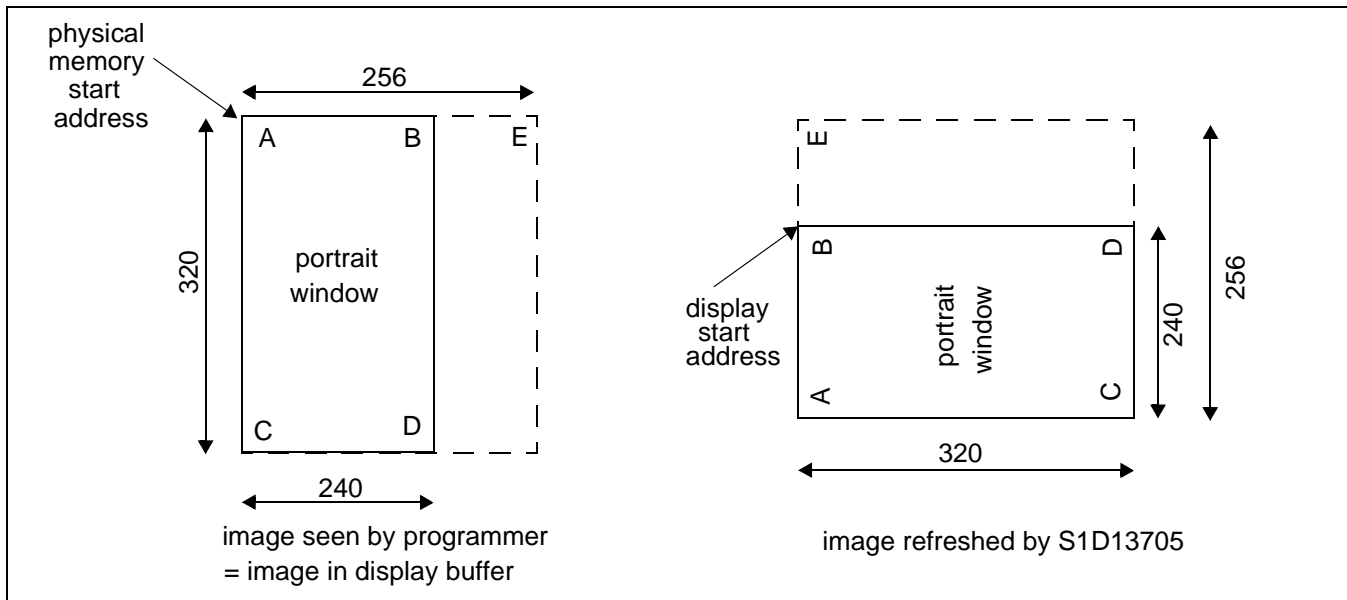 physical
memory
start
address
256
A
B
E
320
portrait
window
C
D
240
image seen by programmer
= image in display buffer
E
display
start
address
B
D
portrait
window
A
C
240
256
320
image refreshed by S1D13705